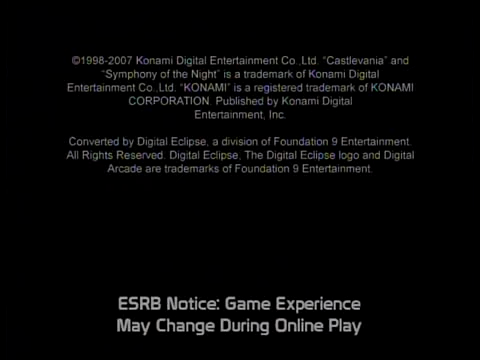 ©1998-2007 Konami Digital Entertainment Co.,Ltd. "Castlevania" and
"Symphony of the Night" is a trademark of Konami Digital
Entertainment Co..Ltd. "KONAMI" is a registered trademark of KONAMI
CORPORATION. Published by Konami Digital
Entertainment, Inc.
Converted by Digital Eclipse, a division of Foundation 9 Entertainment.
All Rights Reserved. Digital Eclipse, The Digital Eclipse logo and Digital
Arcade are trademarks of Foundation 9 Entertainment.
ESRB Notice: Game Experience
May Change During Online Play